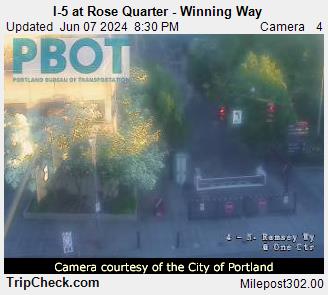 I-5 at Rose Quarter - Winning Way
Updated Jun 07 2024 8:30 PM Camera 4
PBOT
PORTLAND BUREAU OF TRANSPORTATION
4 - N. Ramsey Wy
@ One Ctr
Camera courtesy of the City of Portland
TripCheck.com Milepost302.00